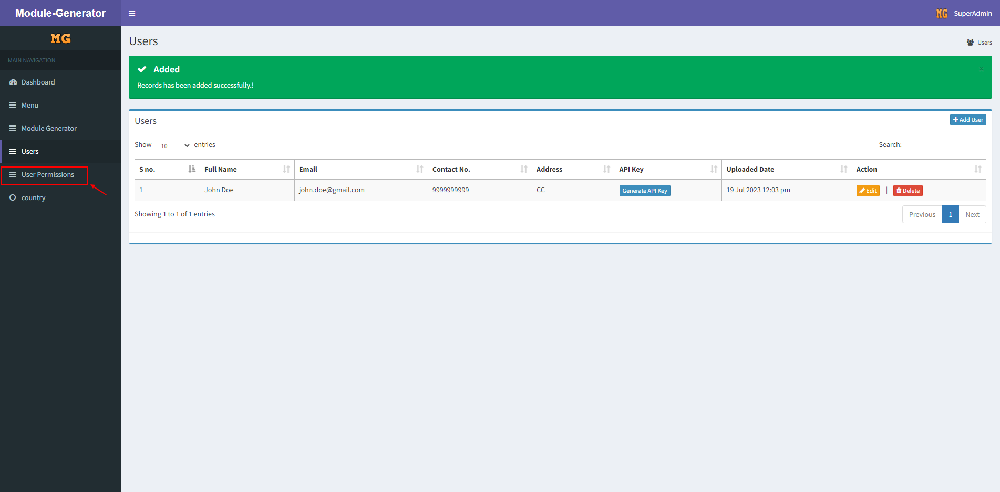 Module-Generator
MG SuperAdmin
MG
MAIN NAVIGATION
Dashboard
Menu
Module Generator
Users
User Permissions
country
Users
Users
Added
×
Records has been added successfully.!
Users
Add User
Show 10 entries
Search:
S no. Full Name Email Contact No. Address API Key Uploaded Date Action
1 John Doe john.doe@gmail.com 9999999999 CC Generate API Key 19 Jul 2023 12:03 pm Edit | Delete
Showing 1 to 1 of 1 entries
Previous 1 Next